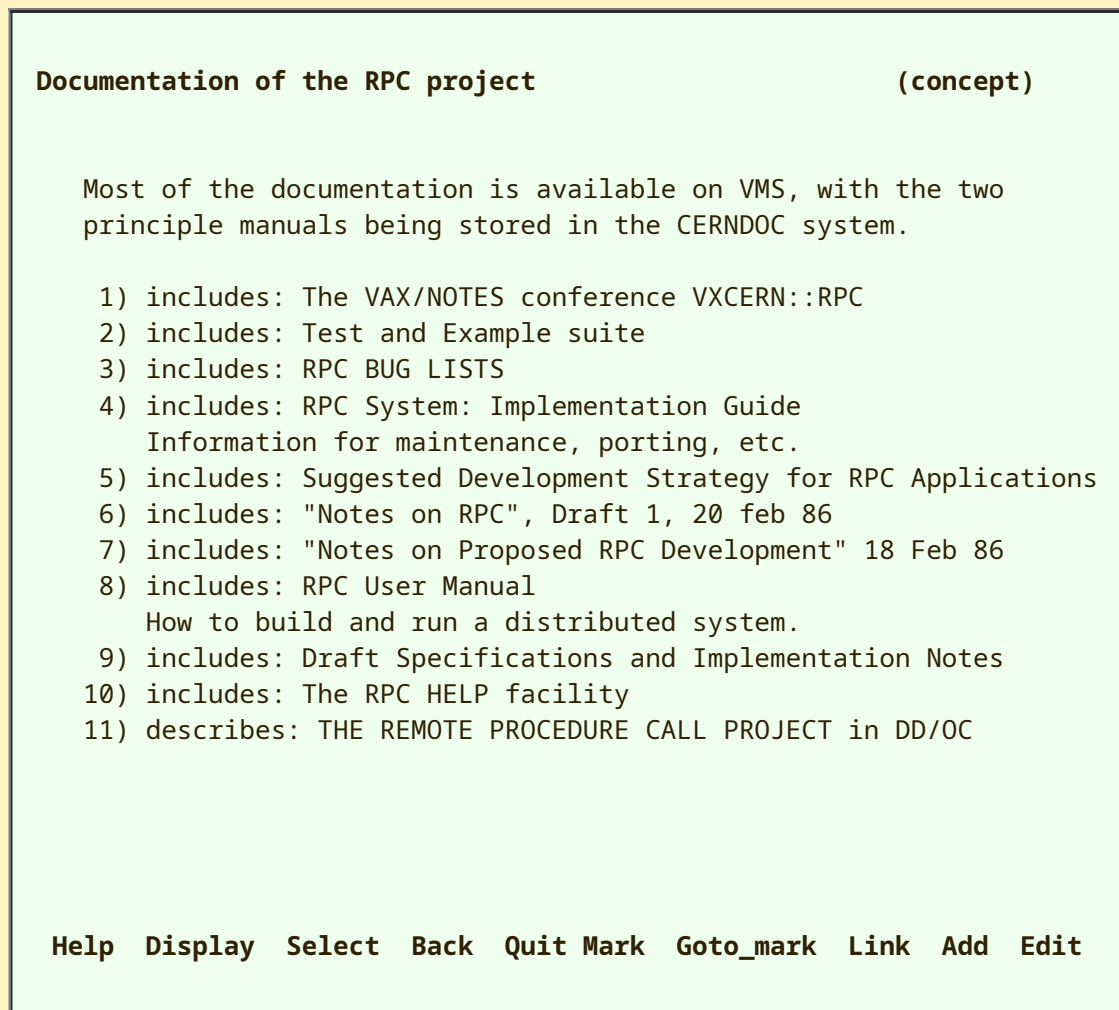 Documentation of the RPC project (concept)
Most of the documentation is available on VMS, with the two
principle manuals being stored in the CERNDOC system.
1) includes: The VAX/NOTES conference VXCERN::RPC
2) includes: Test and Example suite
3) includes: RPC BUG LISTS
4) includes: RPC System: Implementation Guide
Information for maintenance, porting, etc.
5) includes: Suggested Development Strategy for RPC Applications
6) includes: "Notes on RPC", Draft 1, 20 feb 86
7) includes: "Notes on Proposed RPC Development" 18 Feb 86
8) includes: RPC User Manual
How to build and run a distributed system.
9) includes: Draft Specifications and Implementation Notes
10) includes: The RPC HELP facility
11) describes: THE REMOTE PROCEDURE CALL PROJECT in DD/OC
Help Display Select Back Quit Mark Goto_mark Link Add Edit